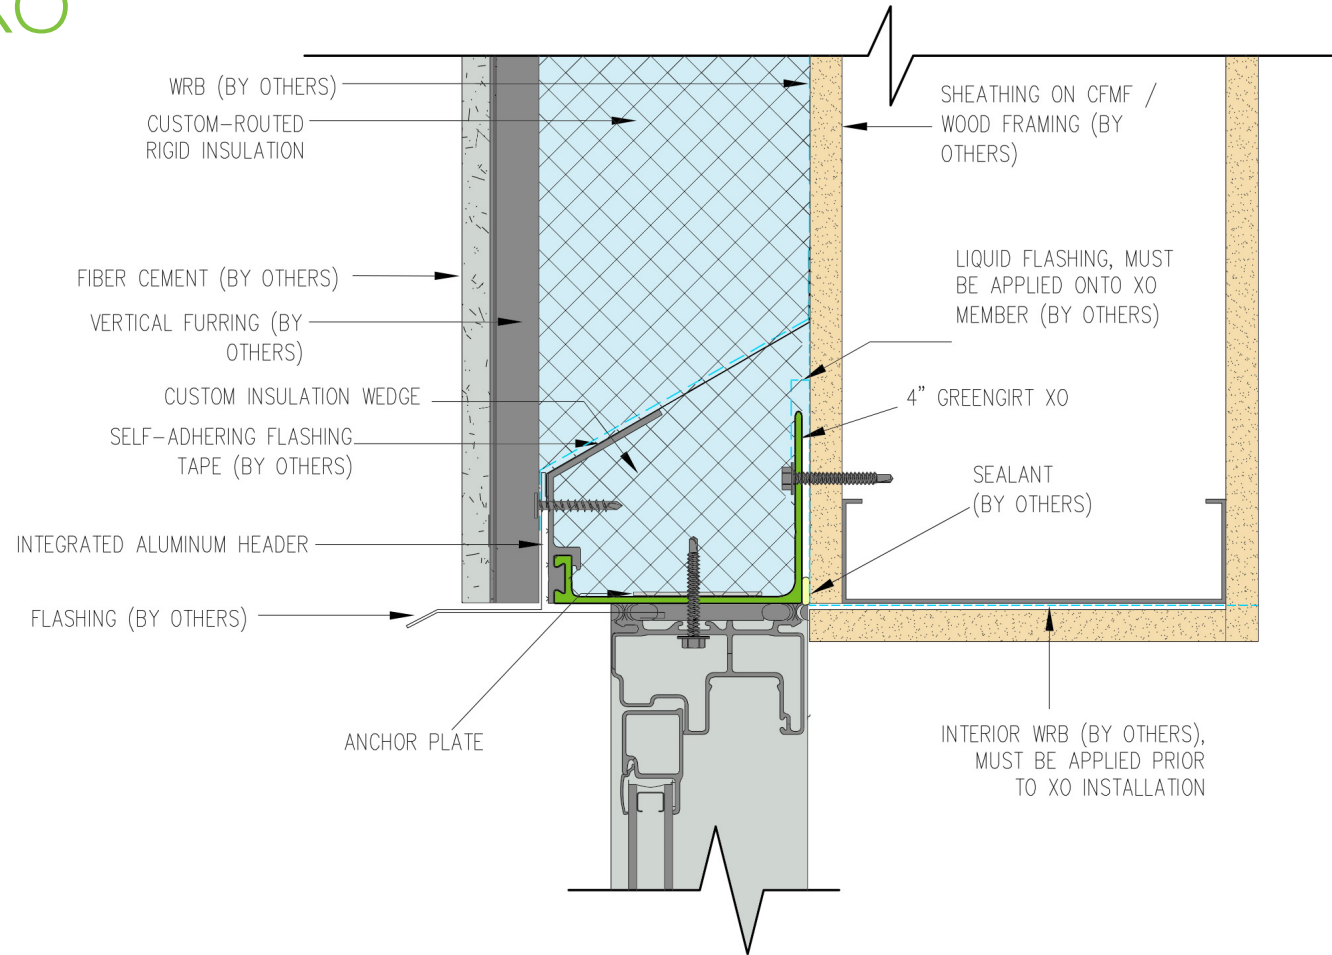 XO
WRB (BY OTHERS)
CUSTOM-ROUTED
RIGID INSULATION
FIBER CEMENT (BY OTHERS)
VERTICAL FURRING (BY
OTHERS)
CUSTOM INSULATION WEDGE
SELF-ADHERING FLASHING
TAPE (BY OTHERS)
INTEGRATED ALUMINUM HEADER
FLASHING (BY OTHERS)
ANCHOR PLATE
SHEATHING ON CFMF /
WOOD FRAMING (BY
OTHERS)
LIQUID FLASHING, MUST
BE APPLIED ONTO XO
MEMBER (BY OTHERS)
4" GREENGIRT XO
SEALANT
(BY OTHERS)
INTERIOR WRB (BY OTHERS),
MUST BE APPLIED PRIOR
TO XO INSTALLATION